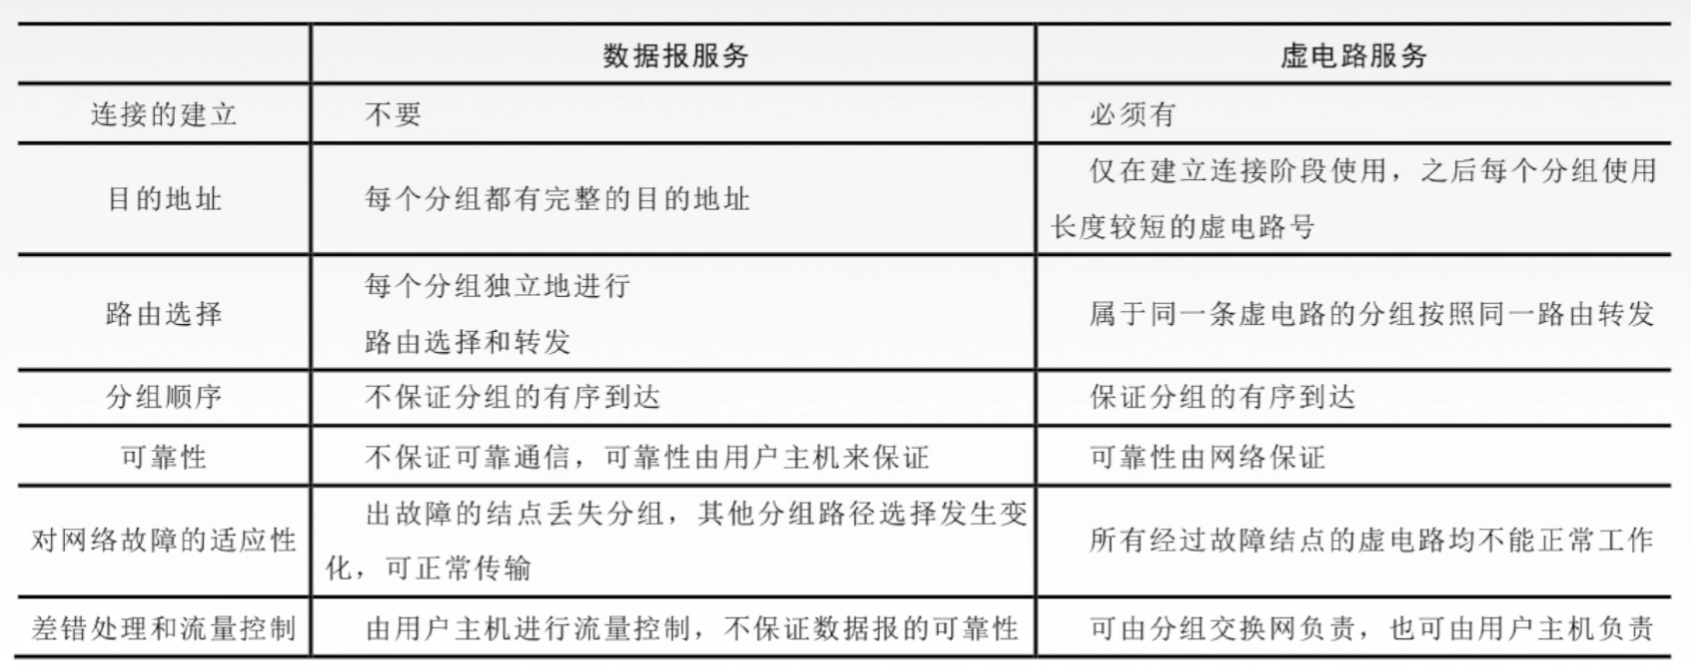 数据报服务
虚电路服务
连接的建立
不要
必须有
目的地址
每个分组都有完整的目的地址
仅在建立连接阶段使用，之后每个分组使用
长度较短的虚电路号
路由选择
每个分组独立地进行
路由选择和转发
属于同一条虚电路的分组按照同一路由转发
分组顺序
不保证分组的有序到达
保证分组的有序到达
可靠性
不保证可靠通信，可靠性由用户主机来保证
可靠性由网络保证
对网络故障的适应性
出故障的结点丢失分组，其他分组路径选择发生变
化，可正常传输
所有经过故障结点的虚电路均不能正常工作
差错处理和流量控制
由用户主机进行流量控制，不保证数据报的可靠性
可由分组交换网负责，也可由用户主机负责